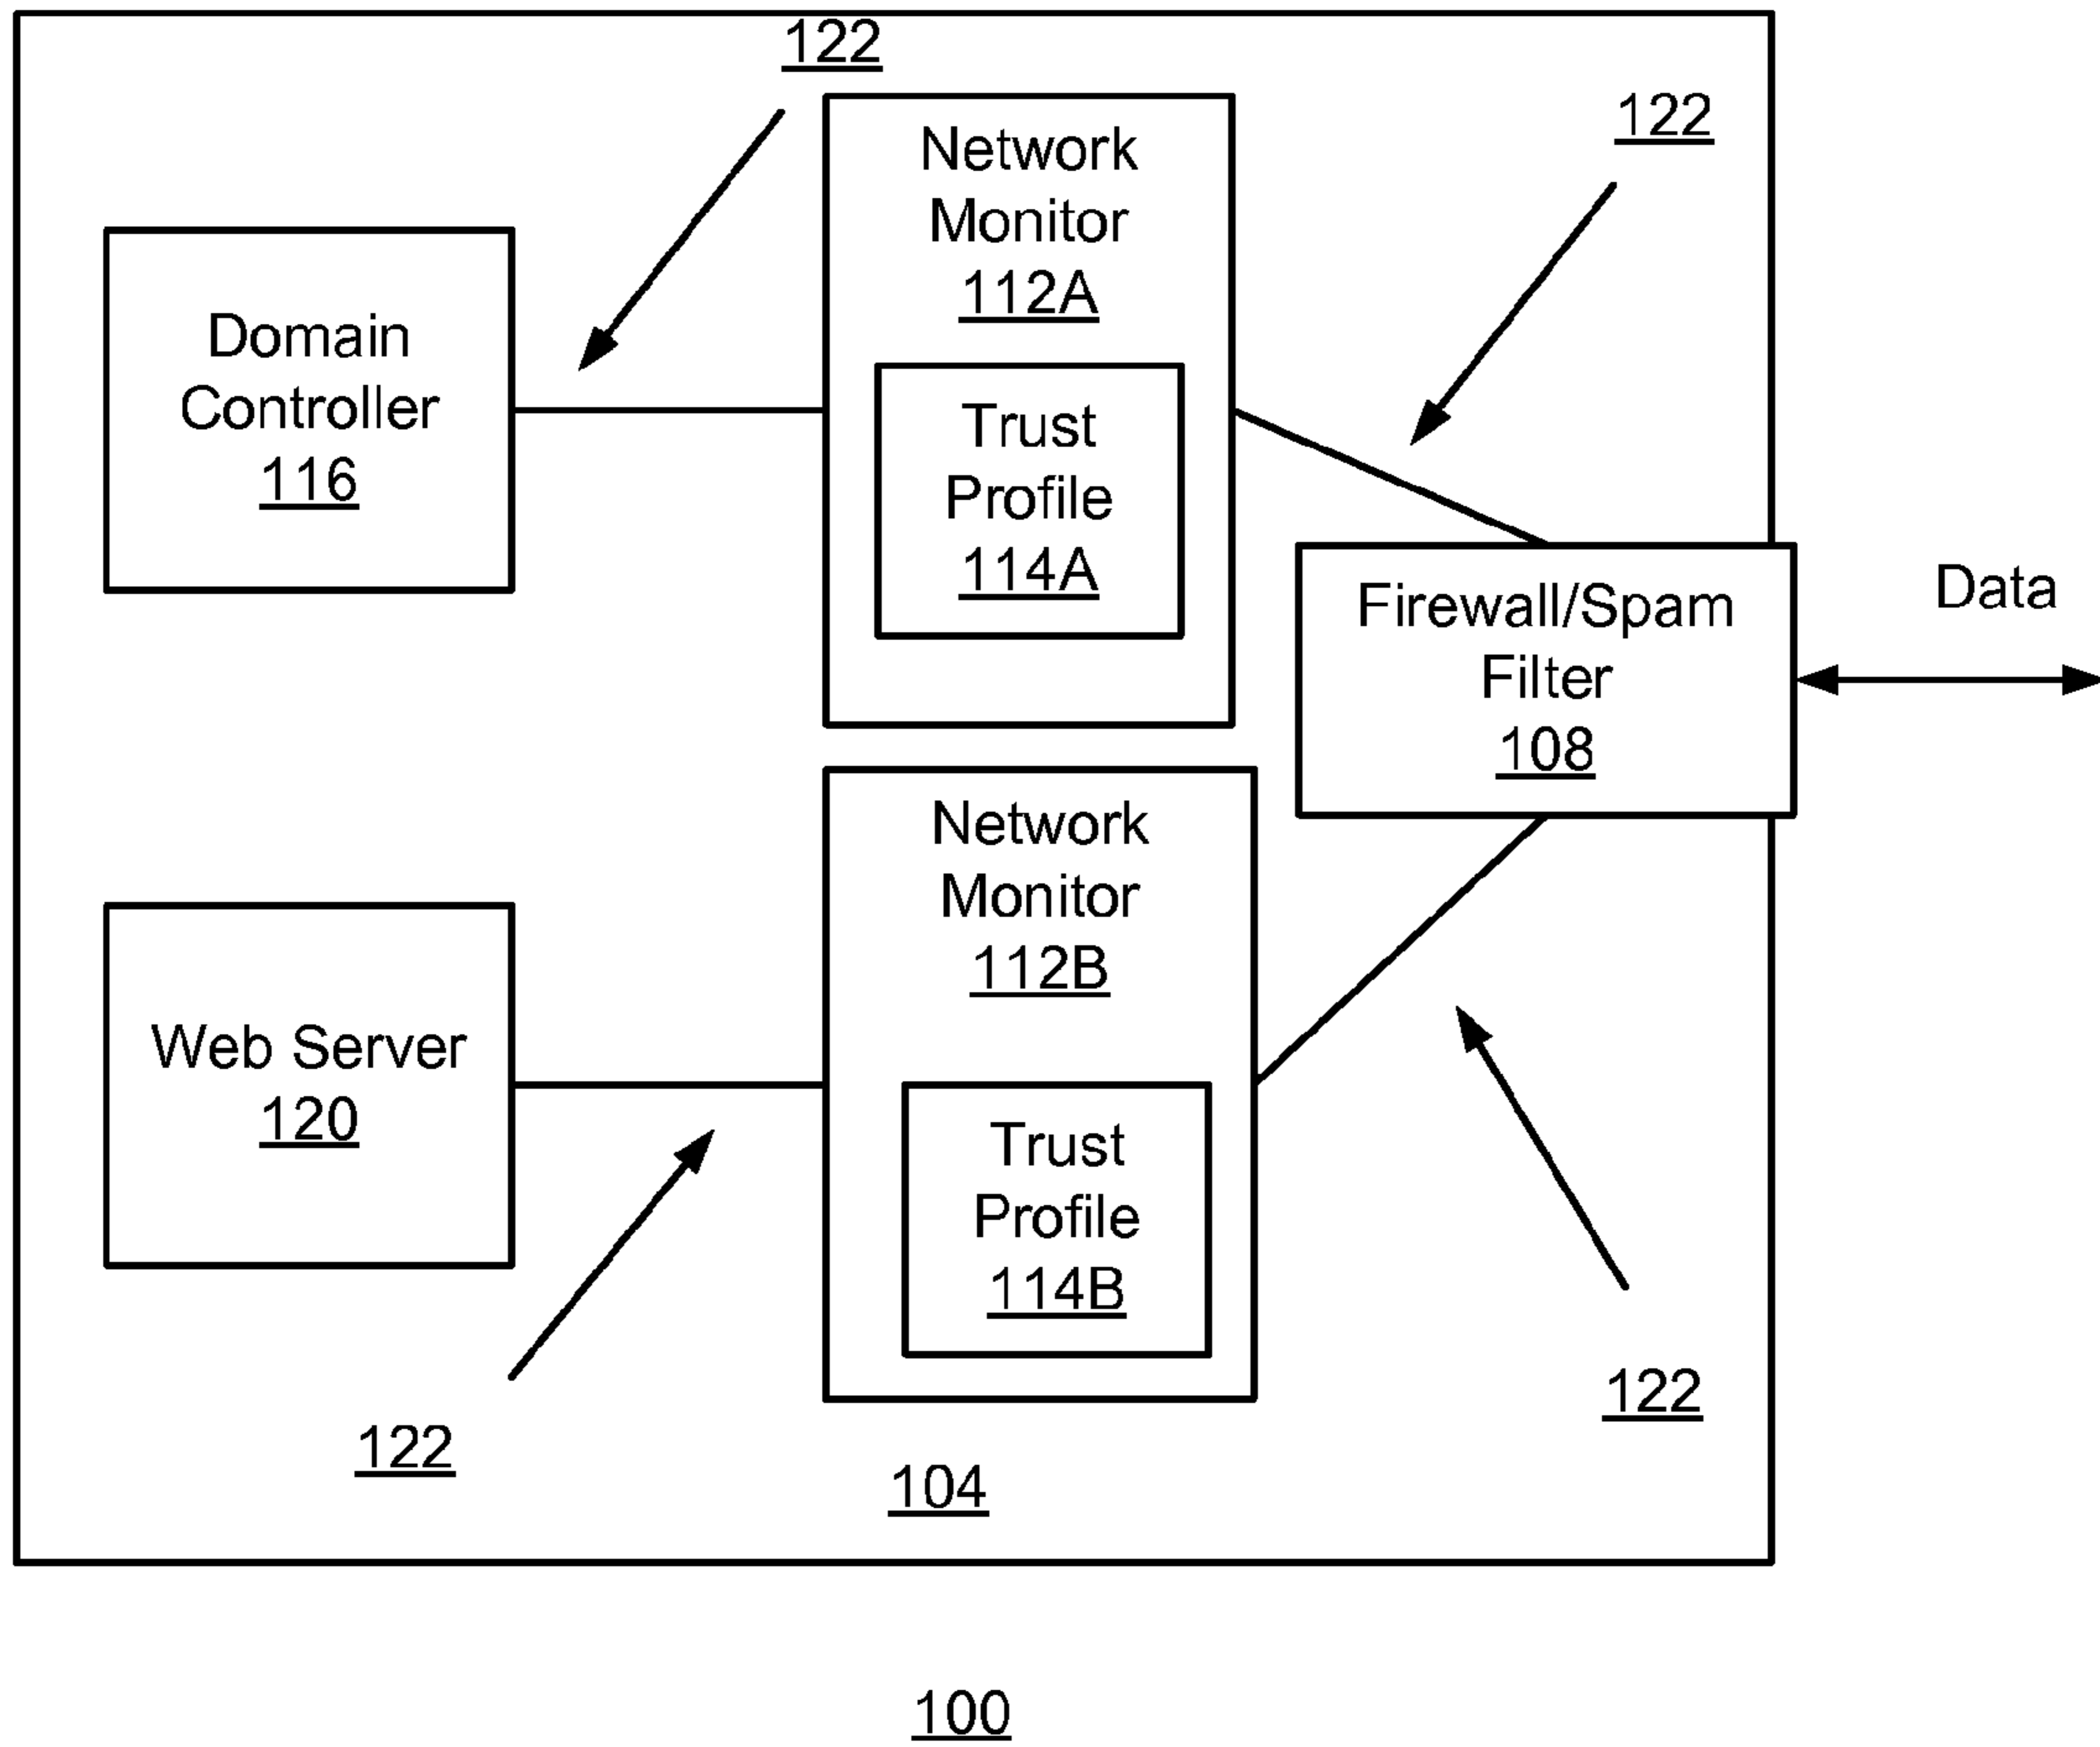 122
122
Network
Monitor
112A
Domain
Controller
116
Trust
Profile
114A
Firewall/Spam
Filter
108
Data
Network
Monitor
112B
Web Server
120
Trust
Profile
114B
122
122
104
100